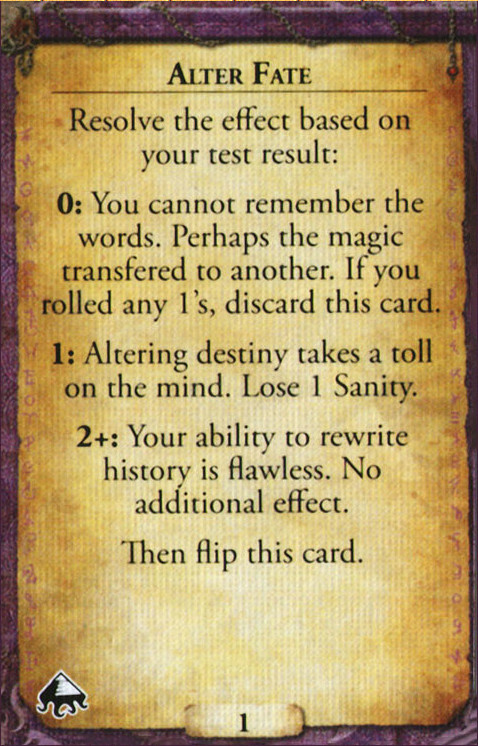 ALTER FATE
Resolve the effect based on
your test result:
0: You cannot remember the
words. Perhaps the magic
transfered to another. If you
rolled any 1's, discard this card.
1: Altering destiny takes a toll
on the mind. Lose 1 Sanity.
2+: Your ability to rewrite
history is flawless. No
additional effect.
Then flip this card.
1